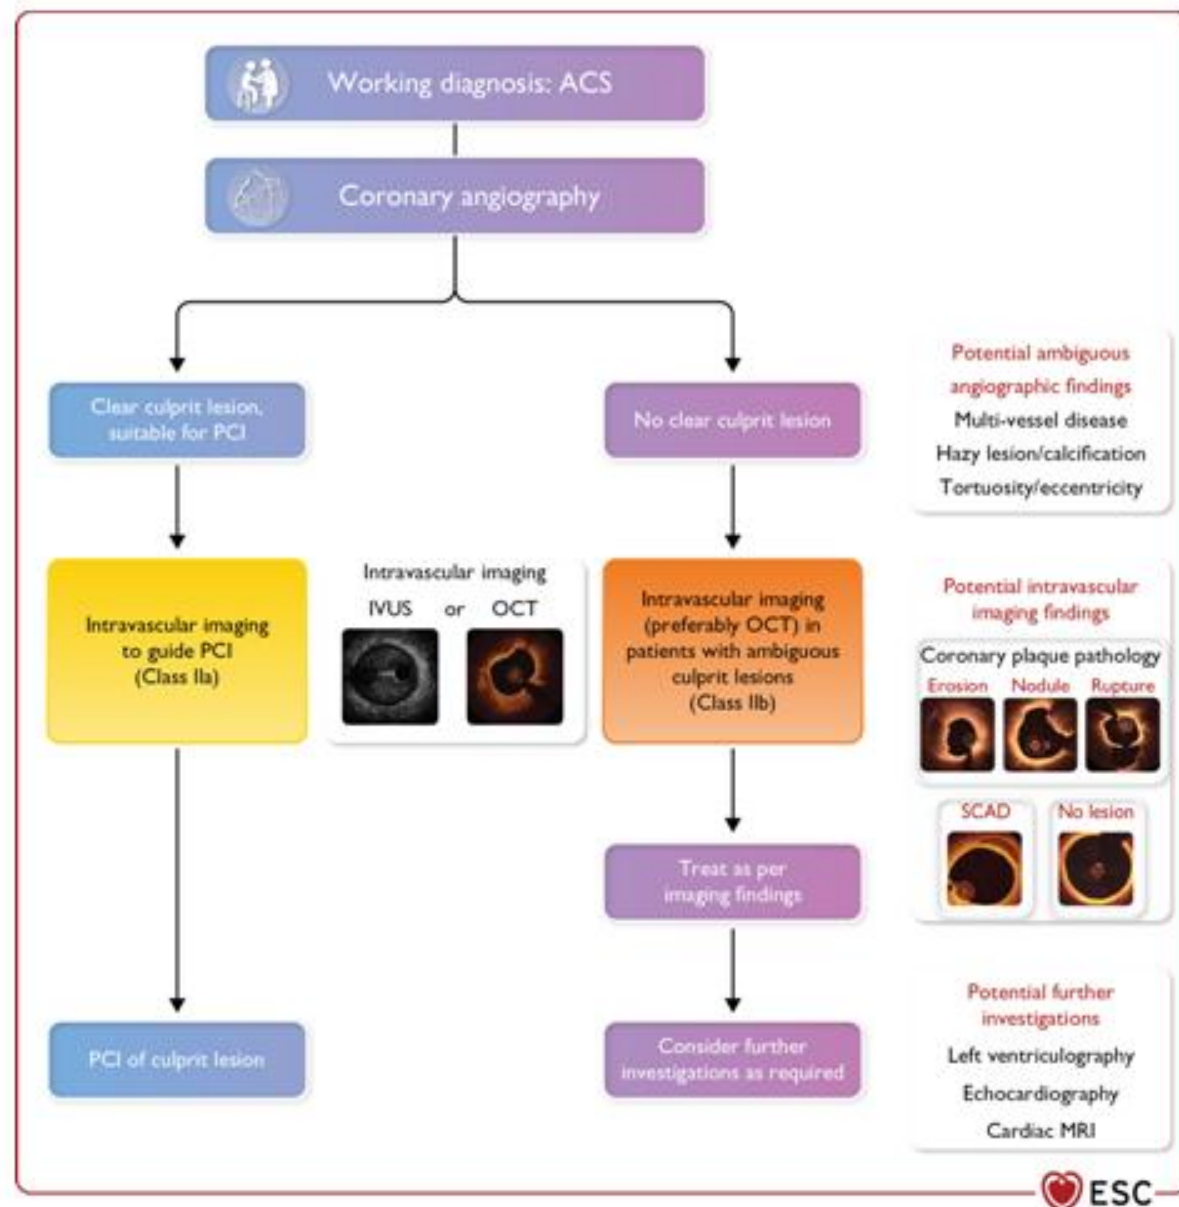 Working diagnosis: ACS
Coronary angiography
Clear culprit lesion,
suitable for PCI
No clear culprit lesion
Potential ambiguous
angiographic findings
Multi-vessel disease
Hazy lesion/calcification
Tortuosity/eccentricity
Intravascular imaging
to guide PCI
(Class IIa)
Intravascular imaging
IVUS or OCT
Intravascular imaging
(preferably OCT) in
patients with ambiguous
culprit lesions
(Class IIb)
Potential intravascular
imaging findings
Coronary plaque pathology
Erosion Nodule Rupture
SCAD No lesion
Treat as per
imaging findings
PCI of culprit lesion
Consider further
investigations as required
Potential further
investigations
Left ventriculography
Echocardiography
Cardiac MRI
ESC